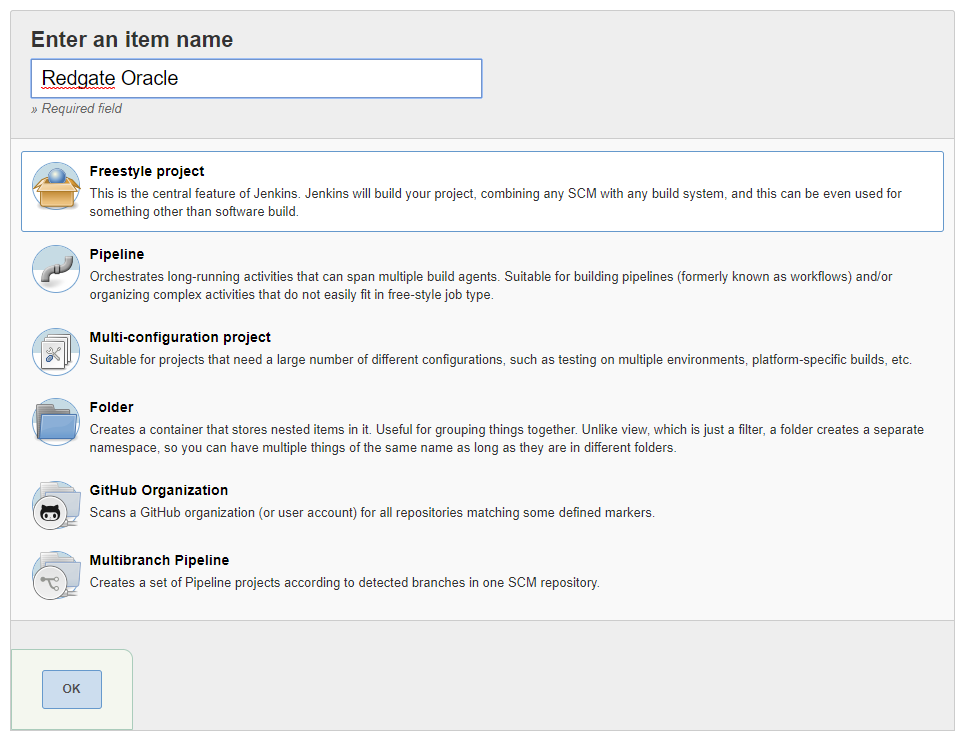 Enter an item name
Redgate Oracle
» Required field
Freestyle project
This is the central feature of Jenkins. Jenkins will build your project, combining any SCM with any build system, and this can be even used for
something other than software build.
Pipeline
Orchestrates long-running activities that can span multiple build agents. Suitable for building pipelines (formerly known as workflows) and/or
organizing complex activities that do not easily fit in free-style job type.
Multi-configuration project
Suitable for projects that need a large number of different configurations, such as testing on multiple environments, platform-specific builds, etc.
Folder
Creates a container that stores nested items in it. Useful for grouping things together. Unlike view, which is just a filter, a folder creates a separate
namespace, so you can have multiple things of the same name as long as they are in different folders.
GitHub Organization
Scans a GitHub organization (or user account) for all repositories matching some defined markers.
Multibranch Pipeline
Creates a set of Pipeline projects according to detected branches in one SCM repository.
OK